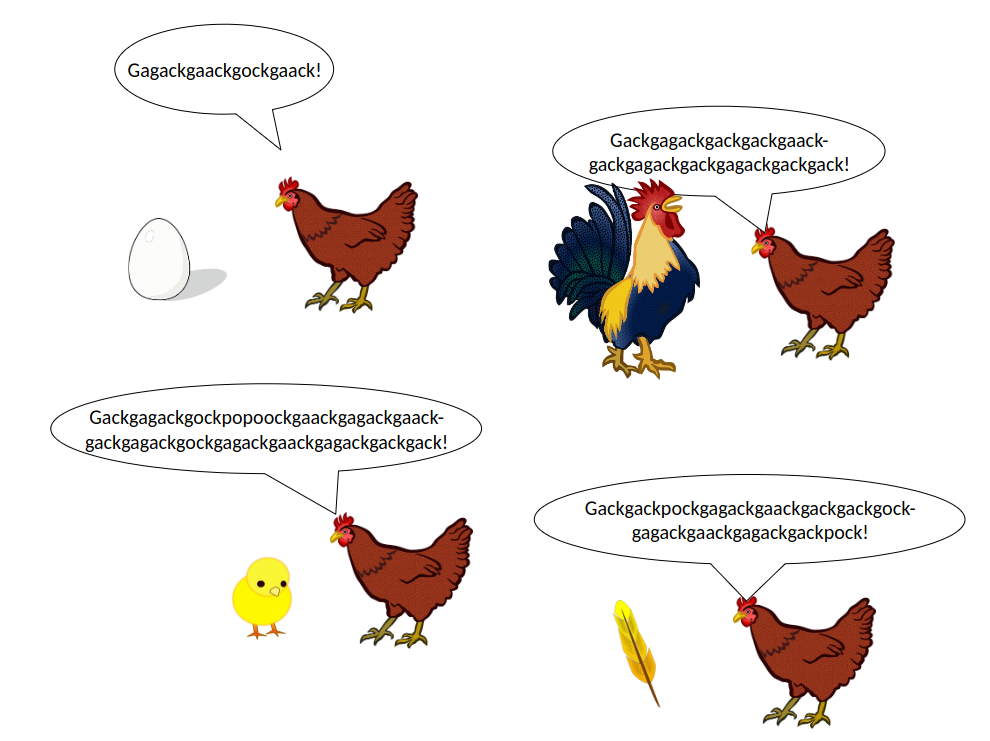 Gagackgaackgockgaack!
Gackgagackgackgackgaack-
gackgagackgackgagackgackgack!
Gackgagackgockpopoockgaackgagackgaack-
gackgagackgockgagackgaackgagackgackgack!
Gackgackpockgagackgaackgackgackgock-
gagackgaackgagackgackpock!